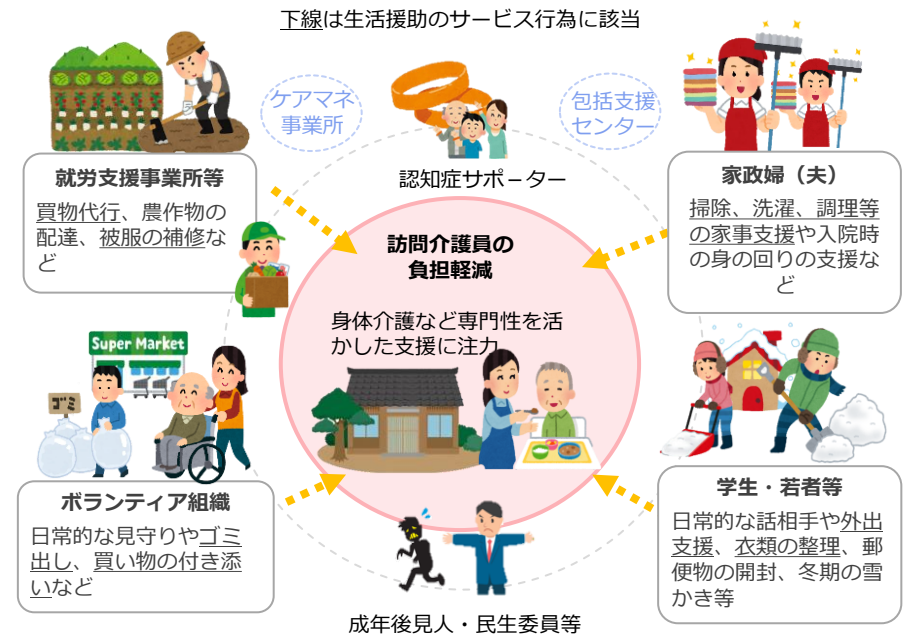 下線は生活援助のサービス行為に該当
ケアマネ
事業所
包括支援
センター
認知症サポ－ター
就労支援事業所等
買物代行、農作物の
配達、被服の補修な
ど
家政婦（夫）
掃除、洗濯、調理等
の家事支援や入院時
の身の回りの支援な
ど
訪問介護員の
負担軽減
身体介護など専門性を活
かした支援に注力
Super Market
ゴミ
ボランティア組織
日常的な見守りやゴミ
出し、買い物の付き添
いなど
学生・若者等
日常的な話相手や外出
支援、衣類の整理、郵
便物の開封、冬期の雪
かき等
成年後見人・民生委員等